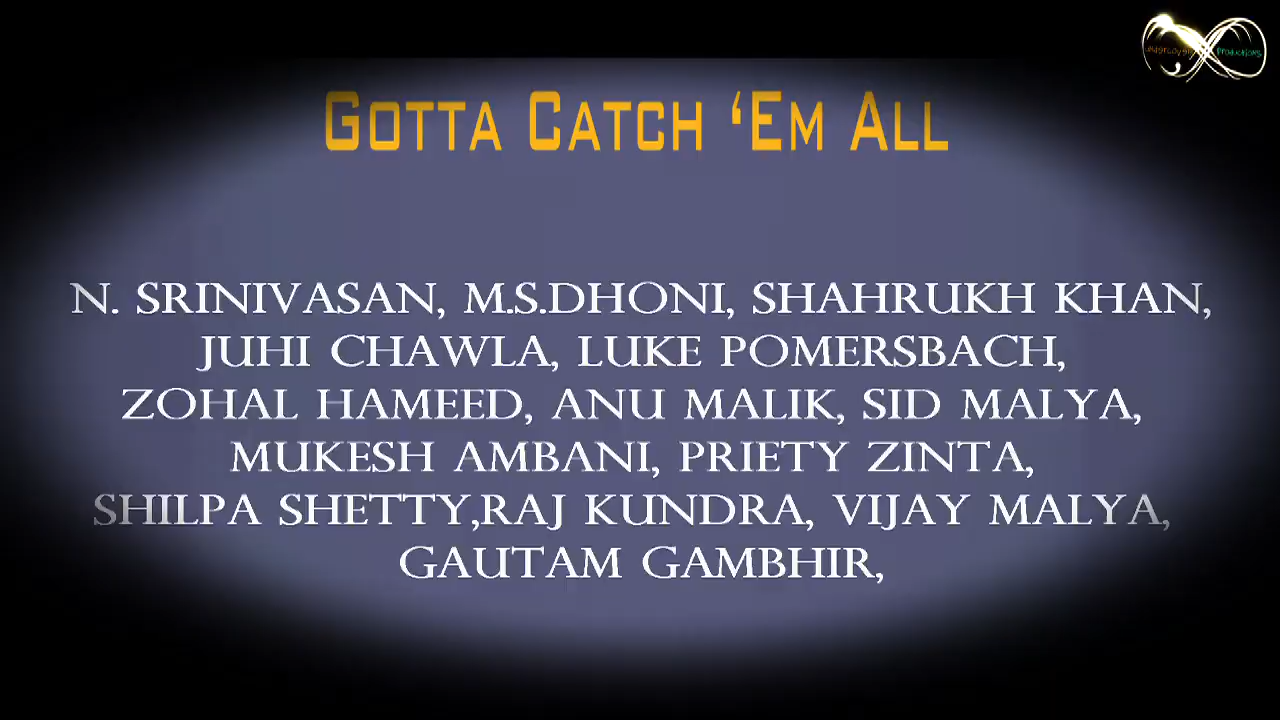 Productions
GOTTA CATCH ‘EM ALL
N. SRINIVASAN, M.S.DHONI, SHAHRUKH KHAN,
JUHI CHAWLA, LUKE POMERSBACH,
ZOHAL HAMEED, ANU MALIK, SID MALYA,
MUKESH AMBANI, PRIETY ZINTA,
SHILPA SHETTY,RAJ KUNDRA, VIJAY MALYA,
GAUTAM GAMBHIR,